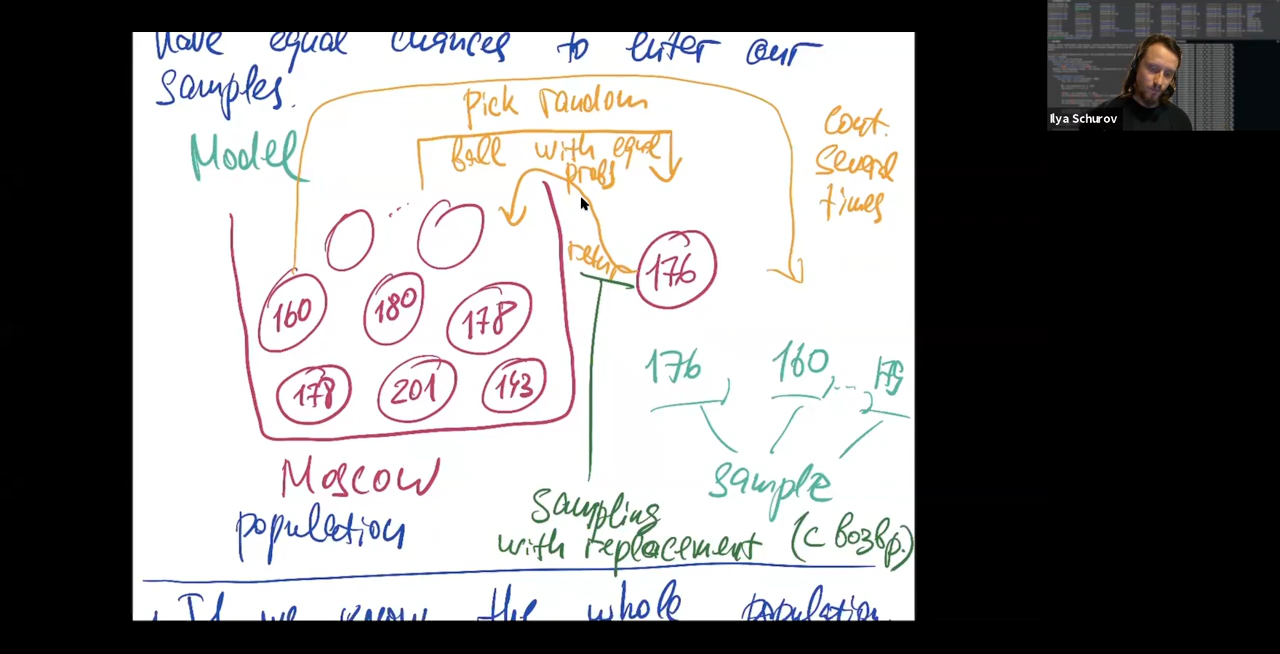 have equal chances to enter our
samples.
Model
pick random
ball with equal
probs
cont.
several
times
return
176
160 180 178
178 201 143
176, 160, ...,
sample
Moscow
population
sampling
with replacement (с возвр.)
If we know the whole population
Ilya Schurov